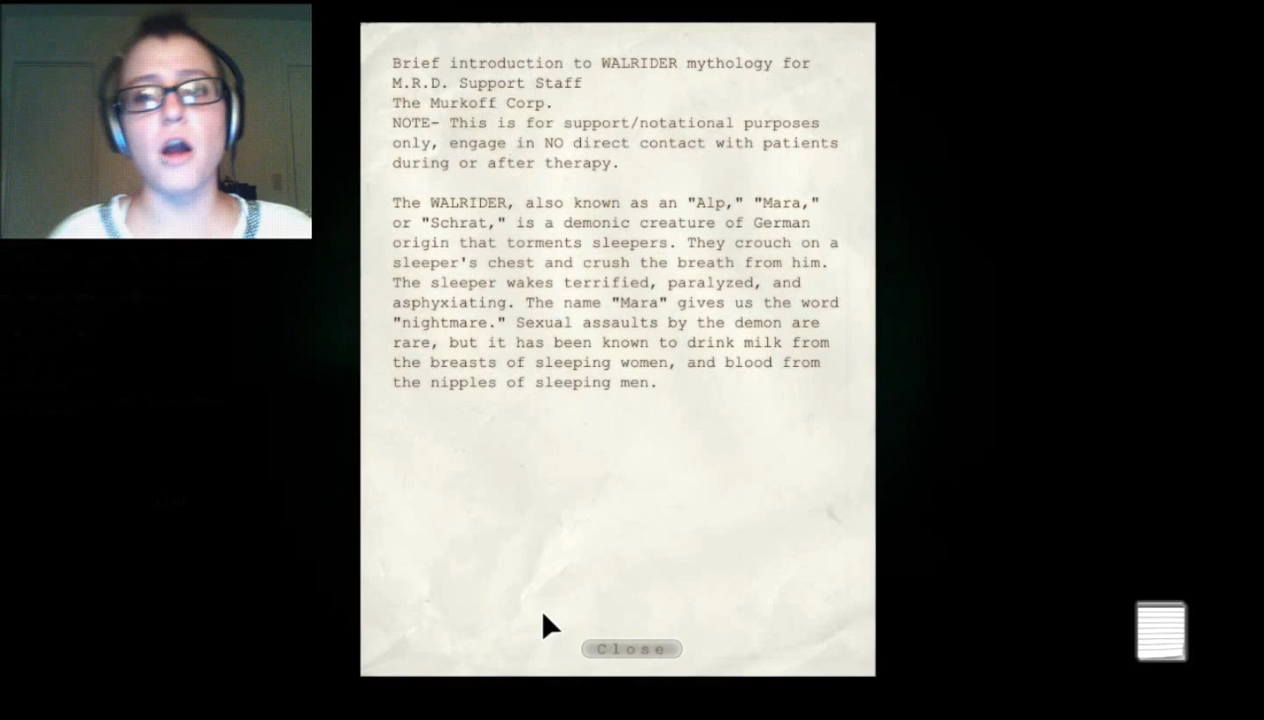 Brief introduction to WALRIDER mythology for
M.R.D. Support Staff
The Murkoff Corp.
NOTE- This is for support/notational purposes
only, engage in NO direct contact with patients
during or after therapy.
The WALRIDER, also known as an "Alp," "Mara,"
or "Schrat," is a demonic creature of German
origin that torments sleepers. They crouch on a
sleeper's chest and crush the breath from him.
The sleeper wakes terrified, paralyzed, and
asphyxiating. The name "Mara" gives us the word
"nightmare." Sexual assaults by the demon are
rare, but it has been known to drink milk from
the breasts of sleeping women, and blood from
the nipples of sleeping men.
Close